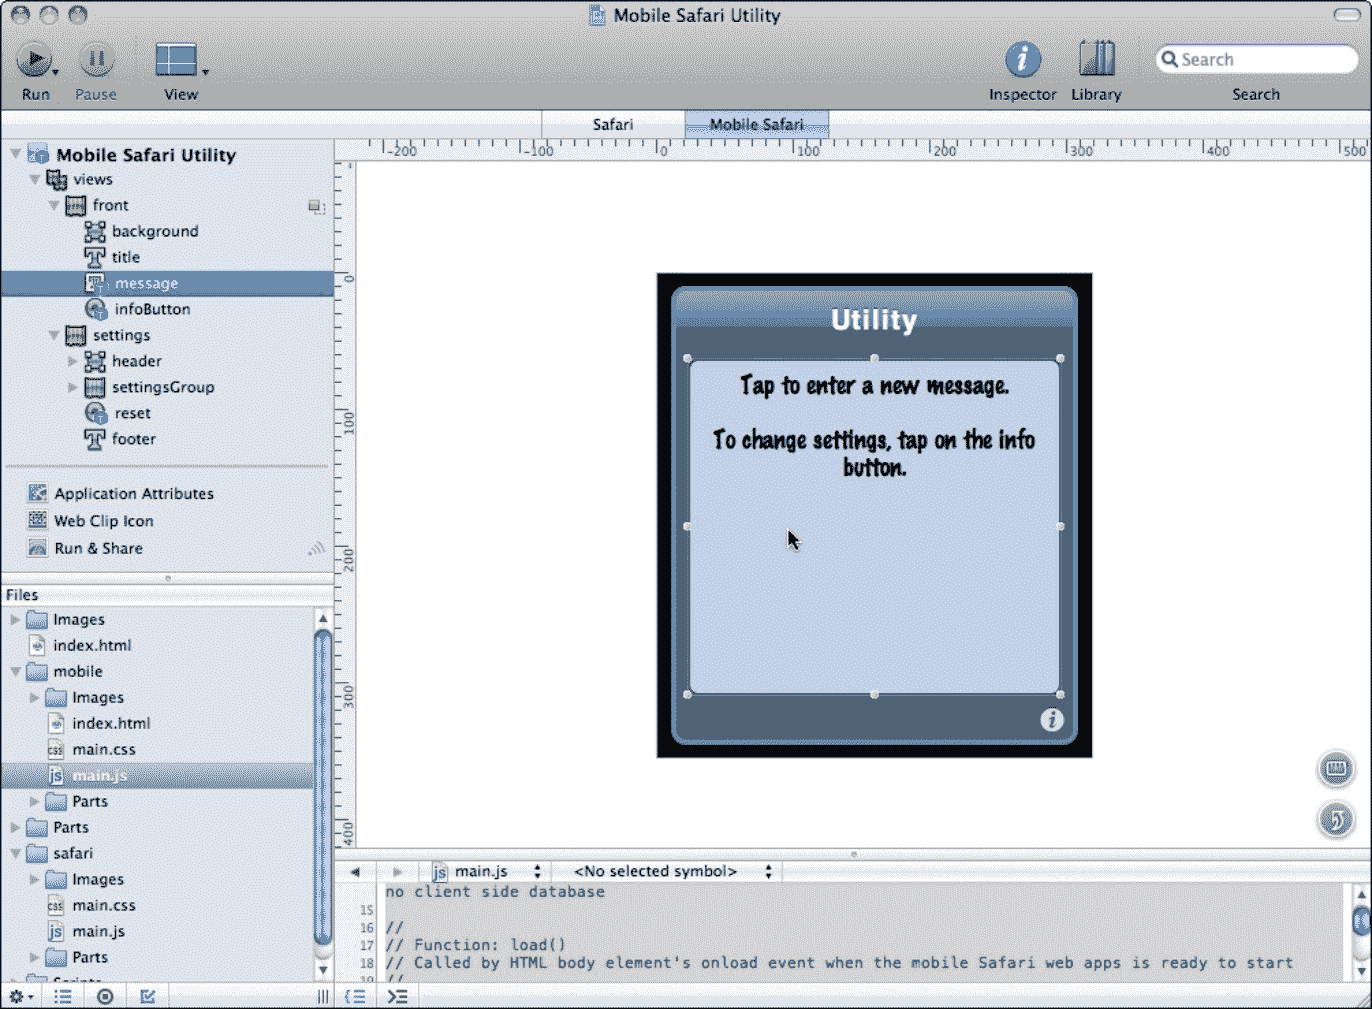 Mobile Safari Utility
Run
Pause
View
Inspector
Library
Search
Search
Safari
Mobile Safari
Mobile Safari Utility
views
front
background
title
message
infoButton
settings
header
settingsGroup
reset
footer
Application Attributes
Web Clip Icon
Run & Share
Files
Images
index.html
mobile
Images
index.html
main.css
main.js
Parts
Parts
safari
Images
main.css
main.js
Parts
-200 -100 0 100 200 300 400 500
0
100
200
300
400
Utility
Tap to enter a new message.
To change settings, tap on the info
button.
main.js
<No selected symbol>
no client side database
15
16 //
17 // Function: load()
18 // Called by HTML body element's onload event when the mobile Safari web apps is ready to start